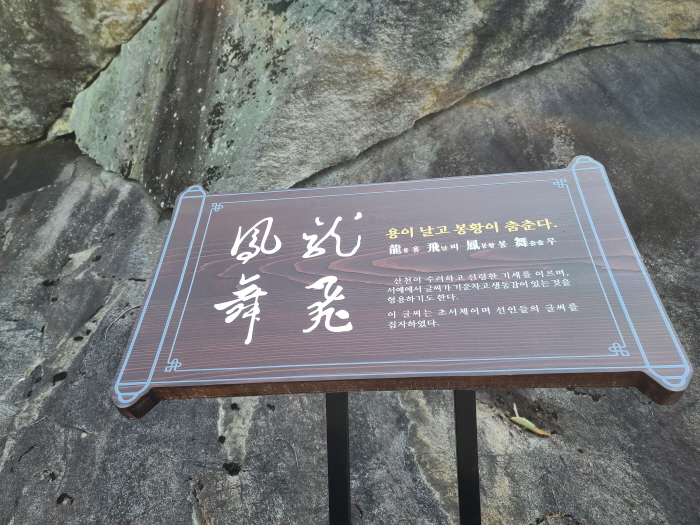 龍飛
鳳舞
용이 날고 봉황이 춤춘다.
龍용 용 飛날 비 鳳봉황 봉 舞춤출 무
산천이 수려하고 신령한 기세를 이르며,
서예에서 글씨가 기운차고 생동감이 있는 것을
형용하기도 한다.
이 글씨는 초서체이며 선인들의 글씨를
집자하였다.